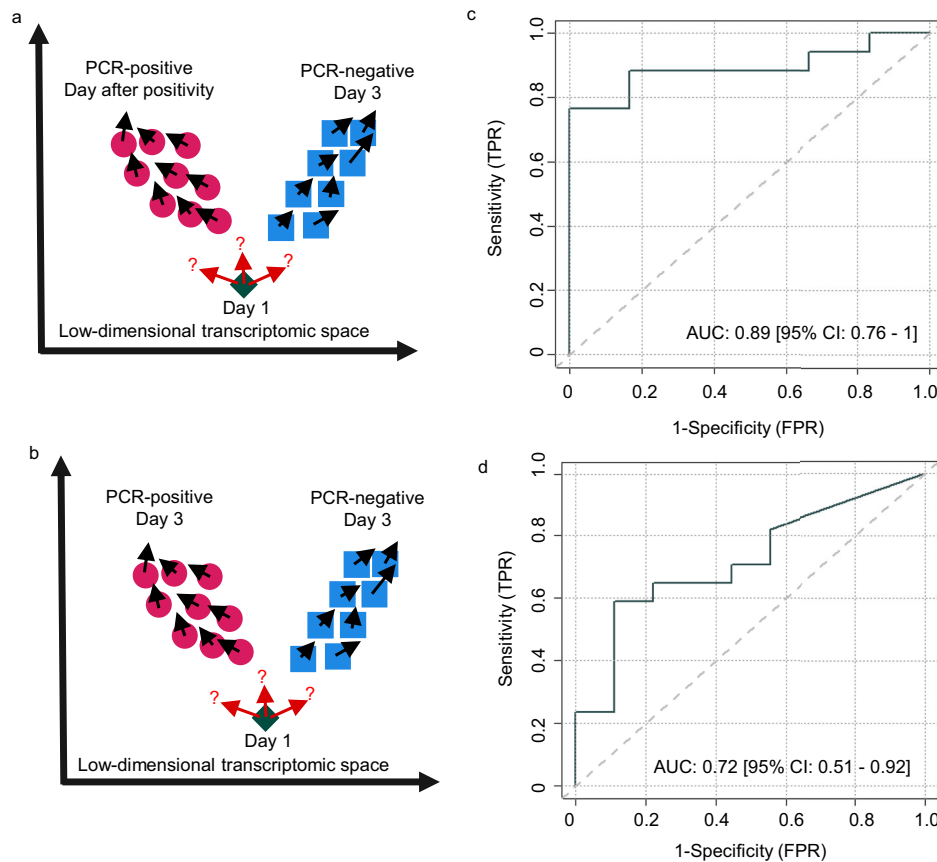 a
PCR-positive
Day after positivity
PCR-negative
Day 3
? ? ?
Day 1
Low-dimensional transcriptomic space
c
Sensitivity (TPR)
0 0.2 0.4 0.6 0.8 1.0
AUC: 0.89 [95% CI: 0.76 - 1]
0 0.2 0.4 0.6 0.8 1.0
1-Specificity (FPR)
b
PCR-positive
Day 3
PCR-negative
Day 3
? ? ?
Day 1
Low-dimensional transcriptomic space
d
Sensitivity (TPR)
0 0.2 0.4 0.6 0.8 1.0
AUC: 0.72 [95% CI: 0.51 - 0.92]
0 0.2 0.4 0.6 0.8 1.0
1-Specificity (FPR)